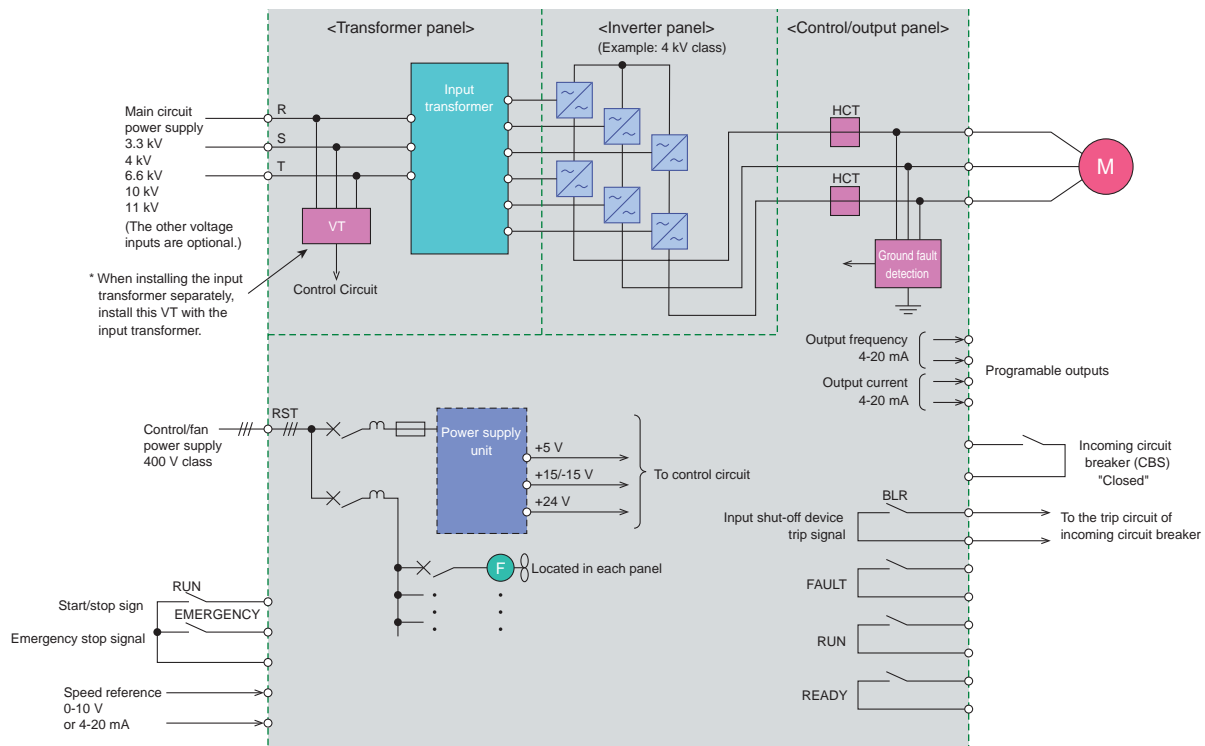 <Transformer panel>
<Inverter panel>
(Example: 4 kV class)
<Control/output panel>
Main circuit
power supply
3.3 kV
4 kV
6.6 kV
10 kV
11 kV
(The other voltage
inputs are optional.)
R
S
T
Input
transformer
VT
Control Circuit
* When installing the input
transformer separately,
install this VT with the
input transformer.
HCT
HCT
M
Ground fault
detection
Output frequency
4-20 mA
Output current
4-20 mA
Programable outputs
Control/fan
power supply
400 V class
RST
Power supply
unit
+5 V
+15/-15 V
+24 V
To control circuit
F
Located in each panel
Incoming circuit
breaker (CBS)
"Closed"
BLR
Input shut-off device
trip signal
To the trip circuit of
incoming circuit breaker
FAULT
RUN
READY
RUN
Start/stop sign
EMERGENCY
Emergency stop signal
Speed reference
0-10 V
or 4-20 mA